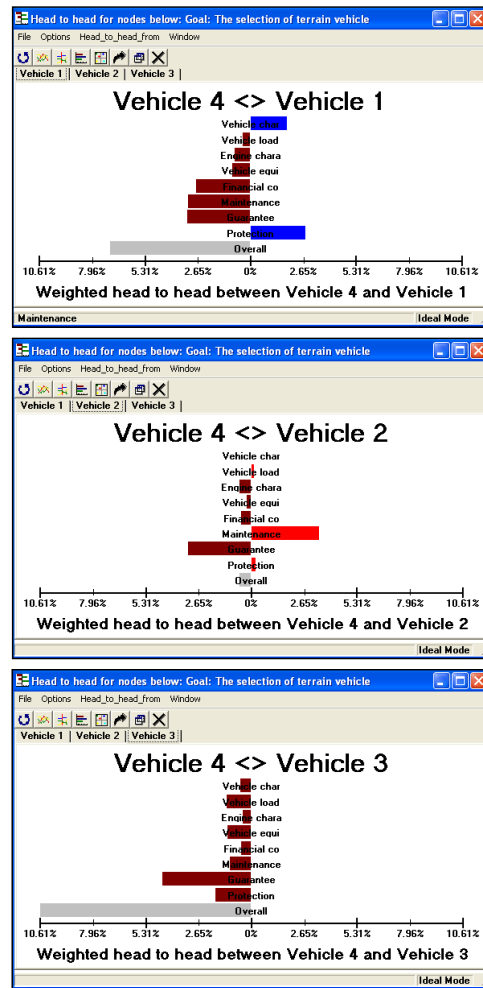 Head to head for nodes below: Goal: The selection of terrain vehicle
File Options Head_to_head_from Window
Vehicle 1 | Vehicle 2 | Vehicle 3 |
Vehicle 4 <> Vehicle 1
Vehicle char
Vehicle load
Engine chara
Vehicle equi
Financial co
Maintenance
Guarantee
Protection
Overall
10.61% 7.96% 5.31% 2.65% 0% 2.65% 5.31% 7.96% 10.61%
Weighted head to head between Vehicle 4 and Vehicle 1
Maintenance Ideal Mode
Head to head for nodes below: Goal: The selection of terrain vehicle
File Options Head_to_head_from Window
Vehicle 1 | Vehicle 2 | Vehicle 3 |
Vehicle 4 <> Vehicle 2
Vehicle char
Vehicle load
Engine chara
Vehicle equi
Financial co
Maintenance
Guarantee
Protection
Overall
10.61% 7.96% 5.31% 2.65% 0% 2.65% 5.31% 7.96% 10.61%
Weighted head to head between Vehicle 4 and Vehicle 2
Ideal Mode
Head to head for nodes below: Goal: The selection of terrain vehicle
File Options Head_to_head_from Window
Vehicle 1 | Vehicle 2 | Vehicle 3 |
Vehicle 4 <> Vehicle 3
Vehicle char
Vehicle load
Engine chara
Vehicle equi
Financial co
Maintenance
Guarantee
Protection
Overall
10.61% 7.96% 5.31% 2.65% 0% 2.65% 5.31% 7.96% 10.61%
Weighted head to head between Vehicle 4 and Vehicle 3
Ideal Mode